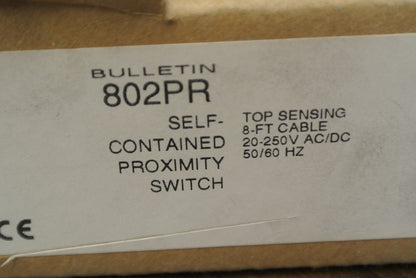 BULLETIN
802PR
SELF-
CONTAINED
PROXIMITY
SWITCH
TOP SENSING
8-FT CABLE
20-250V AC/DC
50/60 HZ
CE